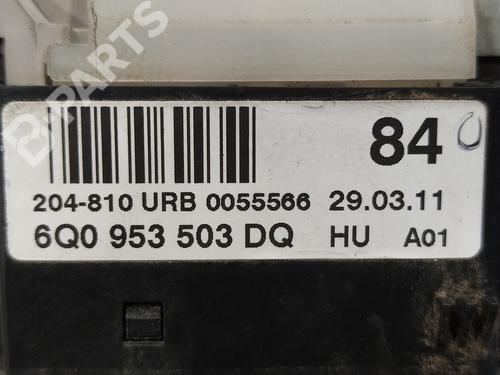 B-PARTS
84
204-810 URB 0055566 29.03.11
6Q0 953 503 DQ HU A01